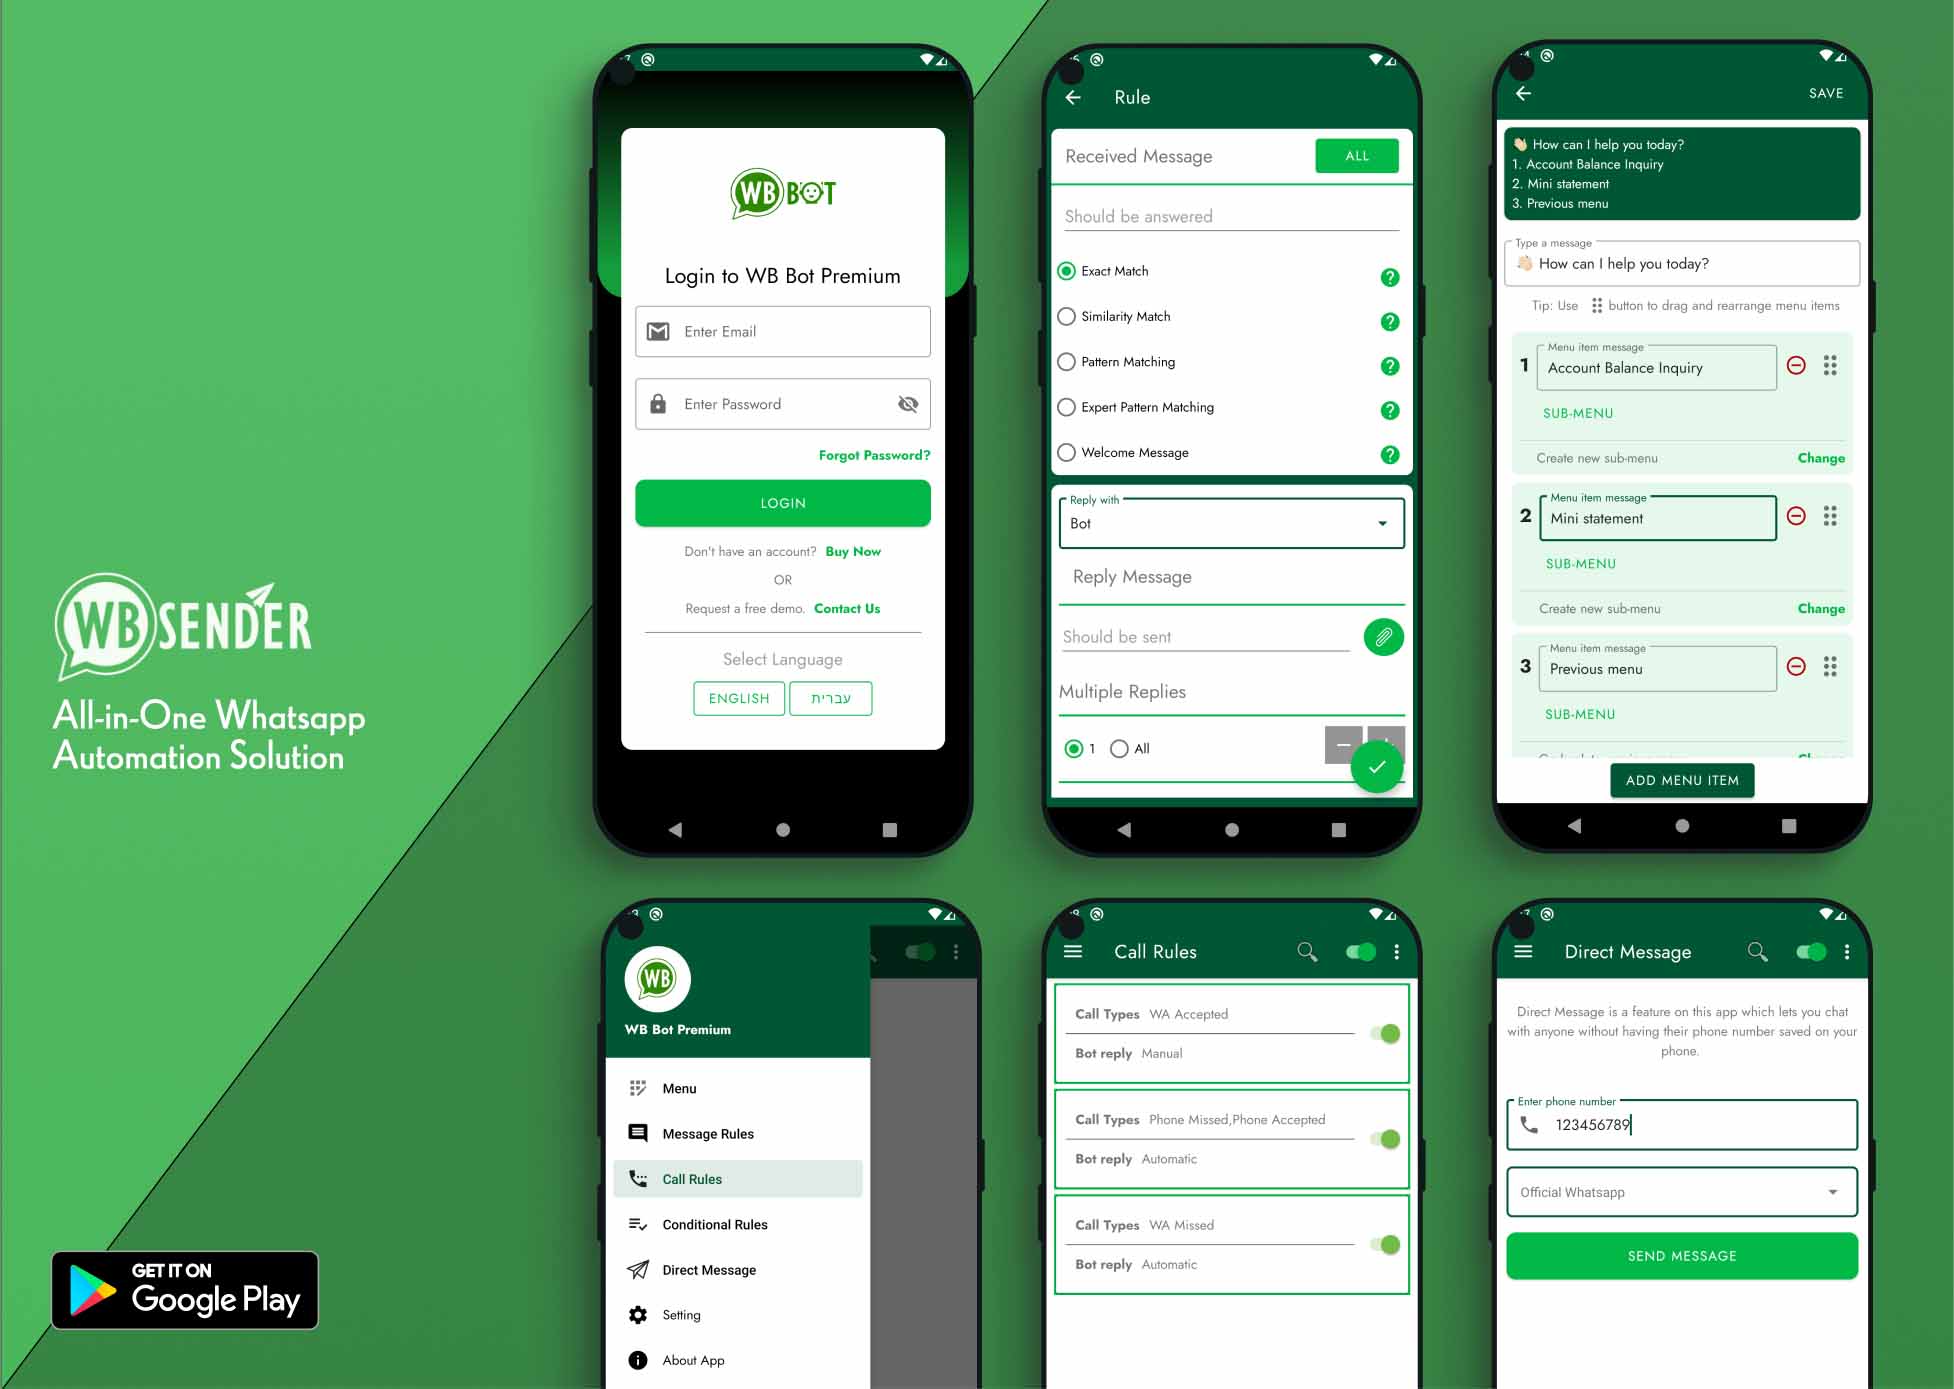 WB SENDER
All-in-One Whatsapp
Automation Solution
GET IT ON
Google Play
WB BOT
Login to WB Bot Premium
Enter Email
Enter Password
Forgot Password?
LOGIN
Don't have an account? Buy Now
OR
Request a free demo. Contact Us
Select Language
ENGLISH עברית
Rule
Received Message ALL
Should be answered
Exact Match
Similarity Match
Pattern Matching
Expert Pattern Matching
Welcome Message
Reply with
Bot
Reply Message
Should be sent
Multiple Replies
1 All
SAVE
👋🏻 How can I help you today?
1. Account Balance Inquiry
2. Mini statement
3. Previous menu
Type a message
👋🏻 How can I help you today?
Tip: Use button to drag and rearrange menu items
Menu item message
1 Account Balance Inquiry
SUB-MENU
Create new sub-menu Change
Menu item message
2 Mini statement
SUB-MENU
Create new sub-menu Change
Menu item message
3 Previous menu
SUB-MENU
ADD MENU ITEM
WB
WB Bot Premium
Menu
Message Rules
Call Rules
Conditional Rules
Direct Message
Setting
About App
Call Rules
Call Types WA Accepted
Bot reply Manual
Call Types Phone Missed,Phone Accepted
Bot reply Automatic
Call Types WA Missed
Bot reply Automatic
Direct Message
Direct Message is a feature on this app which lets you chat
with anyone without having their phone number saved on your
phone.
Enter phone number
123456789
Official Whatsapp
SEND MESSAGE